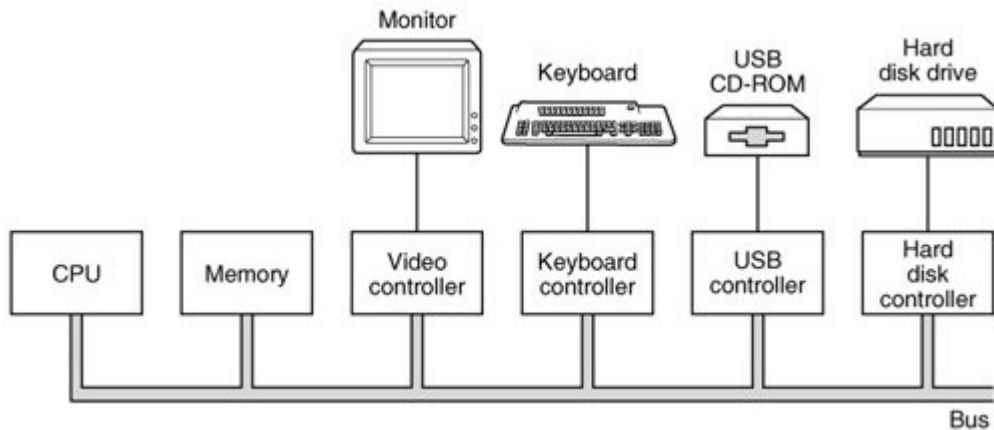 Monitor
Keyboard
USB
CD-ROM
Hard
disk drive
CPU
Memory
Video
controller
Keyboard
controller
USB
controller
Hard
disk
controller
Bus